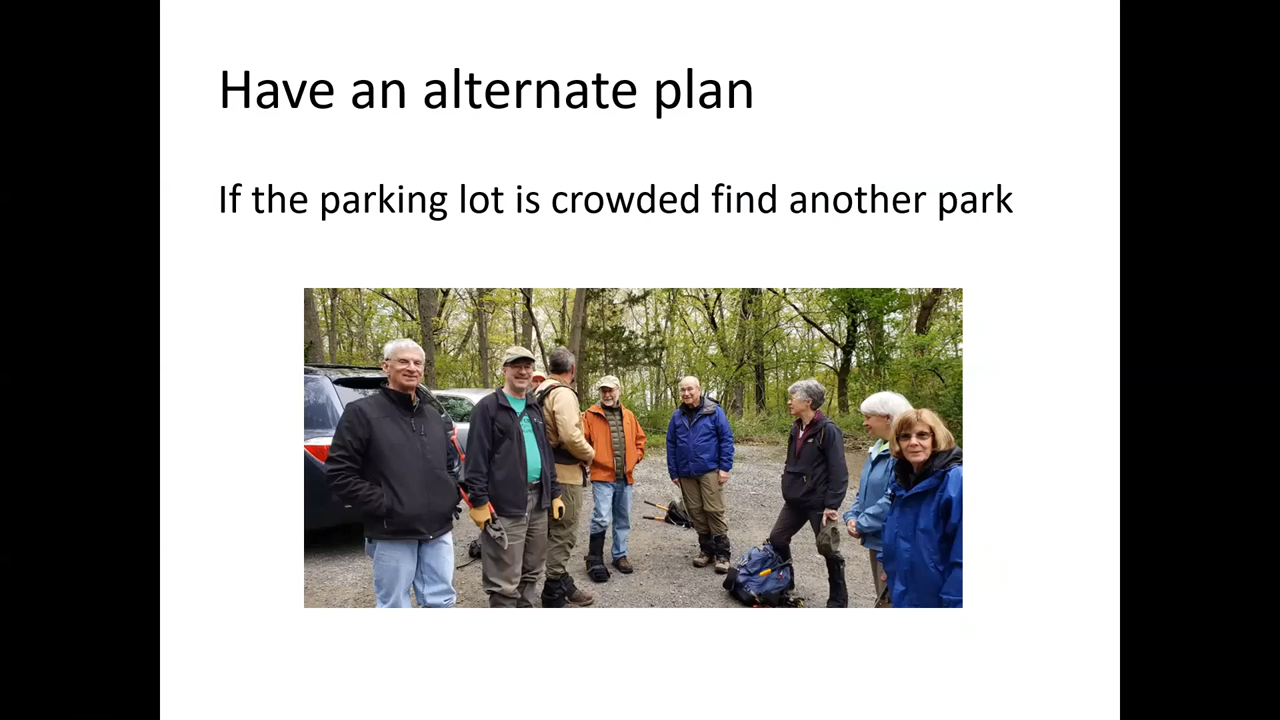 Have an alternate plan
If the parking lot is crowded find another park